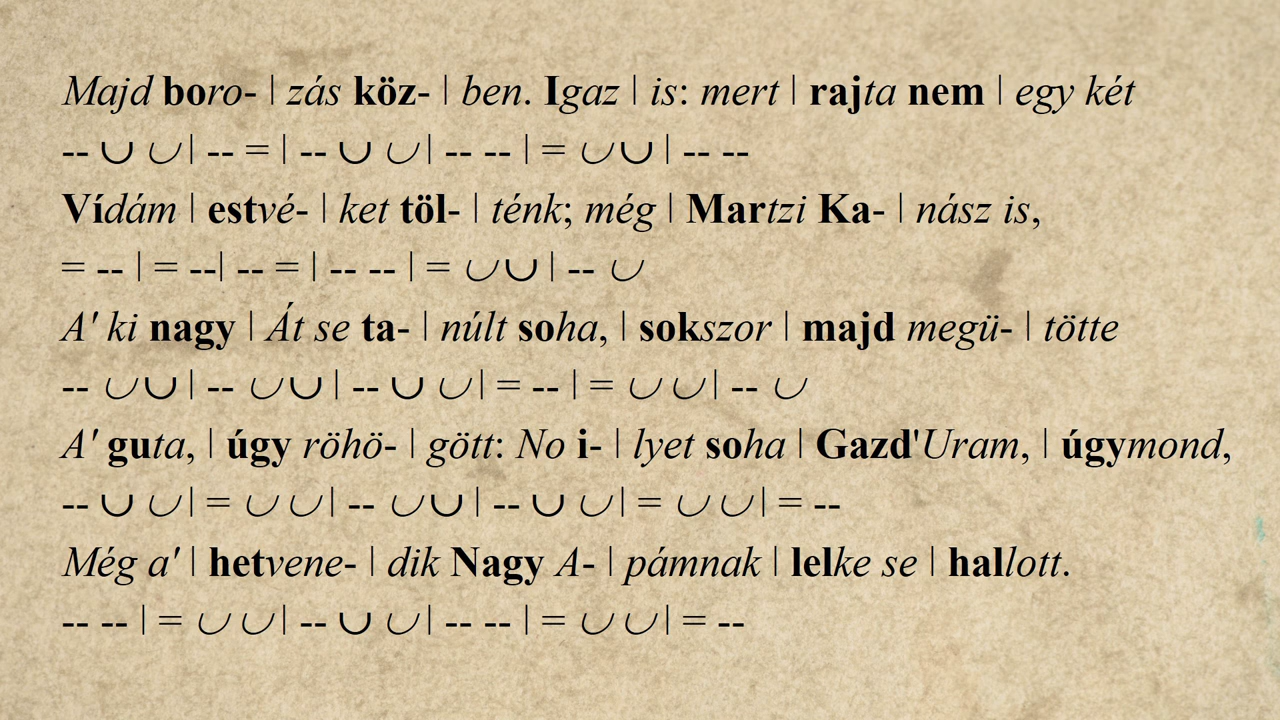 Majd boro- | zás köz- | ben. Igaz | is: mert | rajta nem | egy két
-- ∪ ∪ | -- = | -- ∪ ∪ | -- -- | = ∪ ∪ | -- --
Vídám | estvé- | ket töl- | ténk; még | Martzi Ka- | nász is,
= -- | = --| -- = | -- -- | = ∪ ∪ | -- ∪
A' ki nagy | Át se ta- | núlt soha, | sokszor | majd megü- | tötte
-- ∪ ∪ | -- ∪ ∪ | -- ∪ ∪ | = -- | = ∪ ∪ | -- ∪
A' guta, | úgy röhö- | gött: No i- | lyet soha | Gazd'Uram, | úgymond,
-- ∪ ∪ | = ∪ ∪ | -- ∪ ∪ | -- ∪ ∪ | = ∪ ∪ | = --
Még a' | hetvene- | dik Nagy A- | pámnak | lelke se | hallott.
-- -- | = ∪ ∪ | -- ∪ ∪ | -- -- | = ∪ ∪ | = --